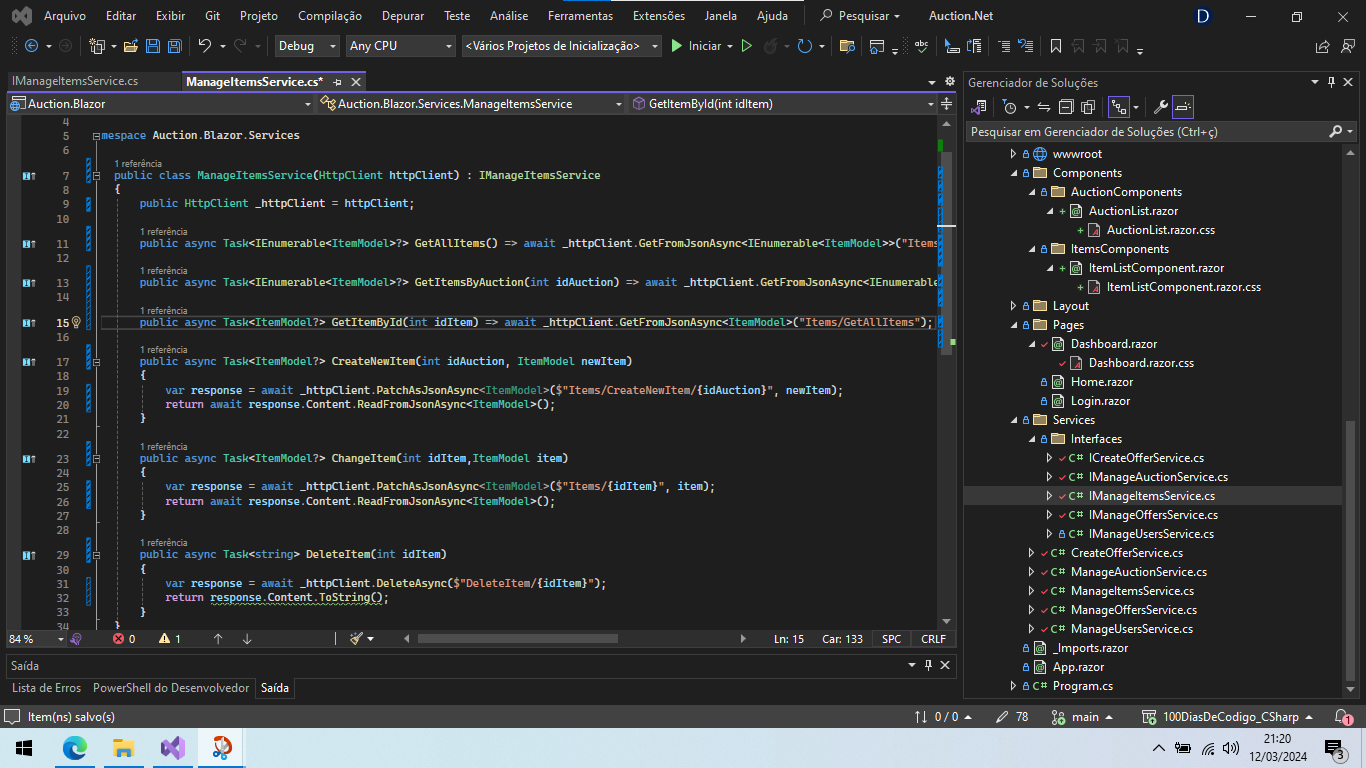 Arquivo Editar Exibir Git Projeto Compilação Depurar Teste Análise Ferramentas Extensões Janela Ajuda Pesquisar Auction.Net D
Debug Any CPU <Vários Projetos de Inicialização> Iniciar
IManageItemsService.cs ManageItemsService.cs*
Auction.Blazor Auction.Blazor.Services.ManageItemsService GetItemById(int idItem)
4
5 mespace Auction.Blazor.Services
6
1 referência
7 public class ManageItemsService(HttpClient httpClient) : IManageItemsService
8 {
9 public HttpClient _httpClient = httpClient;
10
1 referência
11 public async Task<IEnumerable<ItemModel>?> GetAllItems() => await _httpClient.GetFromJsonAsync<IEnumerable<ItemModel>>("Items
12
1 referência
13 public async Task<IEnumerable<ItemModel>?> GetItemsByAuction(int idAuction) => await _httpClient.GetFromJsonAsync<IEnumerable
14
1 referência
15 public async Task<ItemModel?> GetItemById(int idItem) => await _httpClient.GetFromJsonAsync<ItemModel>("Items/GetAllItems");
16
1 referência
17 public async Task<ItemModel?> CreateNewItem(int idAuction, ItemModel newItem)
18 {
19 var response = await _httpClient.PatchAsJsonAsync<ItemModel>($"Items/CreateNewItem/{idAuction}", newItem);
20 return await response.Content.ReadFromJsonAsync<ItemModel>();
21 }
22
1 referência
23 public async Task<ItemModel?> ChangeItem(int idItem,ItemModel item)
24 {
25 var response = await _httpClient.PatchAsJsonAsync<ItemModel>($"Items/{idItem}", item);
26 return await response.Content.ReadFromJsonAsync<ItemModel>();
27 }
28
1 referência
29 public async Task<string> DeleteItem(int idItem)
30 {
31 var response = await _httpClient.DeleteAsync($"DeleteItem/{idItem}");
32 return response.Content.ToString();
33 }
34 }
84 % 0 1 Ln: 15 Car: 133 SPC CRLF
Saída
Lista de Erros PowerShell do Desenvolvedor Saída
Gerenciador de Soluções
Pesquisar em Gerenciador de Soluções (Ctrl+ç)
wwwroot
Components
AuctionComponents
AuctionList.razor
AuctionList.razor.css
ItemsComponents
ItemListComponent.razor
ItemListComponent.razor.css
Layout
Pages
Dashboard.razor
Dashboard.razor.css
Home.razor
Login.razor
Services
Interfaces
C# ICreateOfferService.cs
C# IManageAuctionService.cs
C# IManageItemsService.cs
C# IManageOffersService.cs
C# IManageUsersService.cs
C# CreateOfferService.cs
C# ManageAuctionService.cs
C# ManageItemsService.cs
C# ManageOffersService.cs
C# ManageUsersService.cs
_Imports.razor
App.razor
C# Program.cs
Item(ns) salvo(s) 0 / 0 78 main 100DiasDeCodigo_CSharp 1
21:20
12/03/2024
3